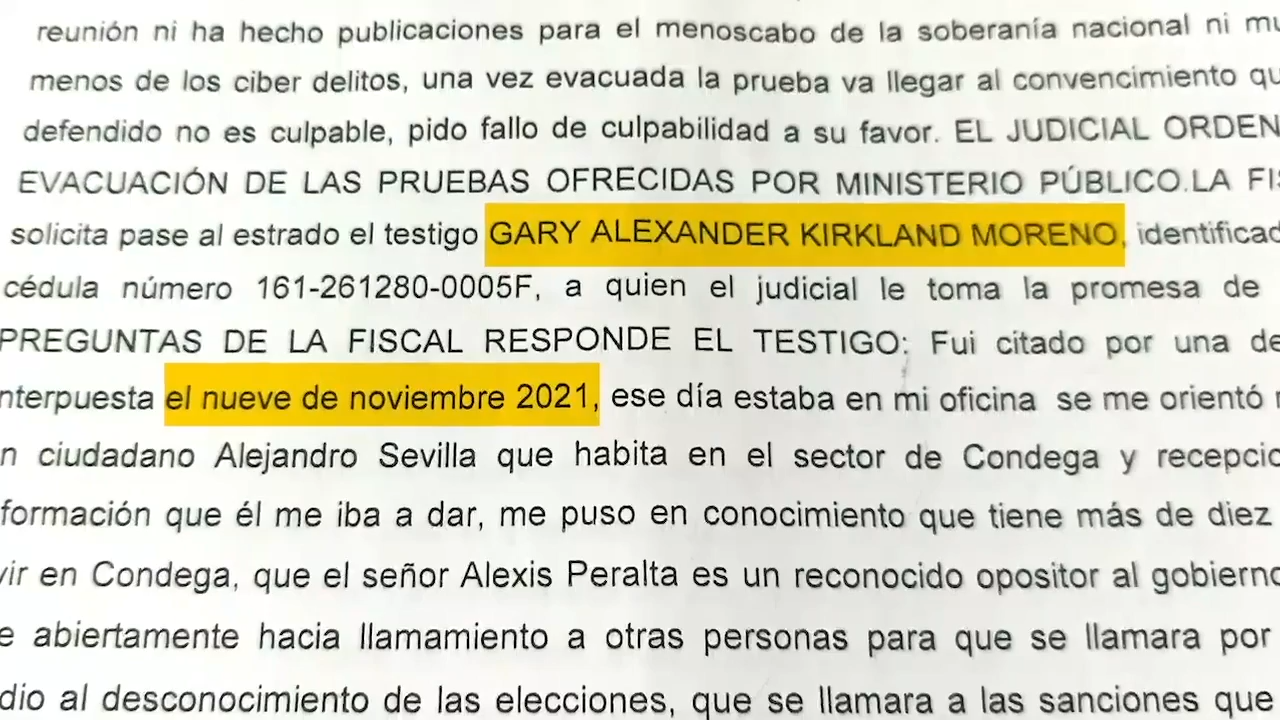 reunión ni ha hecho publicaciones para el menoscabo de la soberanía nacional ni
menos de los ciber delitos, una vez evacuada la prueba va llegar al convencimiento
defendido no es culpable, pido fallo de culpabilidad a su favor. EL JUDICIAL ORDEN
EVACUACIÓN DE LAS PRUEBAS OFRECIDAS POR MINISTERIO PÚBLICO.LA
solicita pase al estrado el testigo GARY ALEXANDER KIRKLAND MORENO, identificad
cédula número 161-261280-0005F, a quien el judicial le toma la promesa de
PREGUNTAS DE LA FISCAL RESPONDE EL TESTIGO: Fui citado por una de
nterpuesta el nueve de noviembre 2021, ese día estaba en mi oficina se me orientó
n ciudadano Alejandro Sevilla que habita en el sector de Condega y recepcio
formación que él me iba a dar, me puso en conocimiento que tiene más de diez
vir en Condega, que el señor Alexis Peralta es un reconocido opositor al gobierno
e abiertamente hacia llamamiento a otras personas para que se llamara por
dio al desconocimiento de las elecciones, que se llamara a las sanciones que